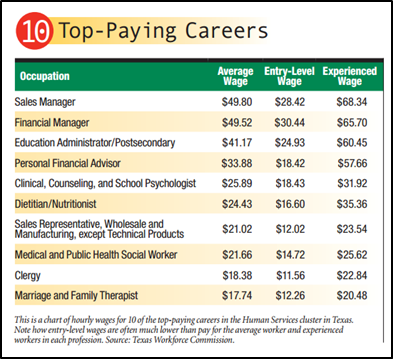 10 Top-Paying Careers
Occupation Average Wage Entry-Level Wage Experienced Wage
Sales Manager $49.80 $28.42 $68.34
Financial Manager $49.52 $30.44 $65.70
Education Administrator/Postsecondary $41.17 $24.93 $60.45
Personal Financial Advisor $33.88 $18.42 $57.66
Clinical, Counseling, and School Psychologist $25.89 $18.43 $31.92
Dietitian/Nutritionist $24.43 $16.60 $35.36
Sales Representative, Wholesale and
Manufacturing, except Technical Products $21.02 $12.02 $23.54
Medical and Public Health Social Worker $21.66 $14.72 $25.62
Clergy $18.38 $11.56 $22.84
Marriage and Family Therapist $17.74 $12.26 $20.48
This is a chart of hourly wages for 10 of the top-paying careers in the Human Services cluster in Texas.
Note how entry-level wages are often much lower than pay for the average worker and experienced
workers in each profession. Source: Texas Workforce Commission.